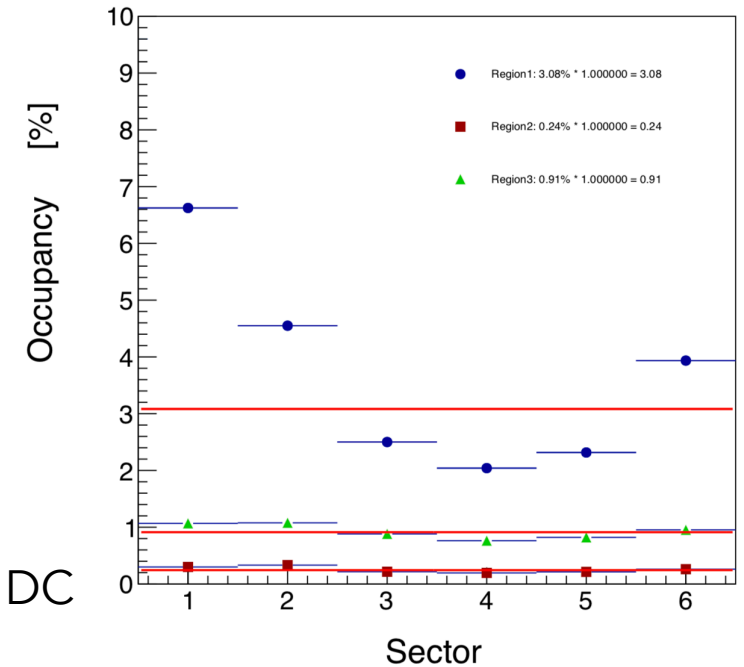 10
9
8
7
6
5
4
3
2
1
0
Occupancy [%]
Region1: 3.08% * 1.000000 = 3.08
Region2: 0.24% * 1.000000 = 0.24
Region3: 0.91% * 1.000000 = 0.91
DC
1 2 3 4 5 6
Sector